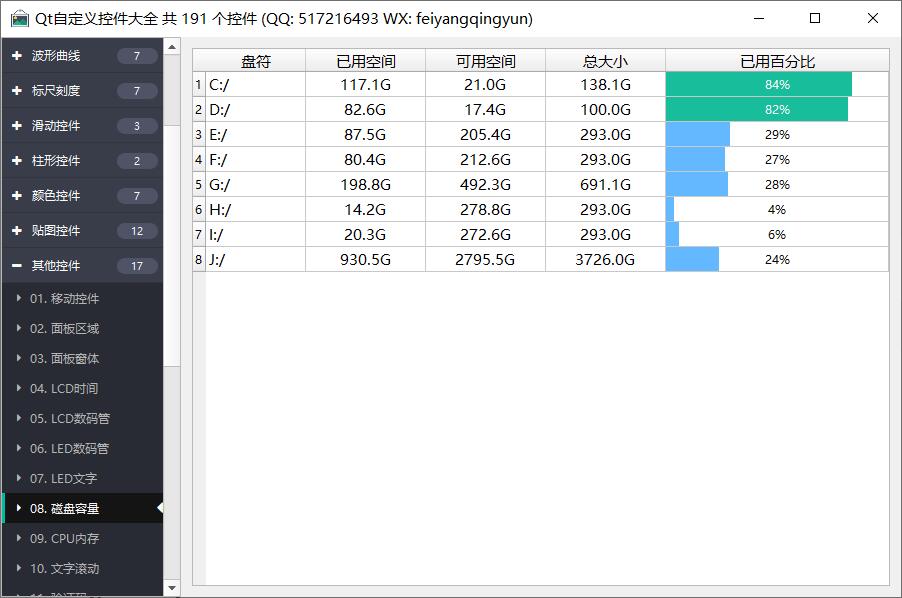 Qt自定义控件大全 共 191 个控件 (QQ: 517216493 WX: feiyangqingyun)
波形曲线 7
标尺刻度 7
滑动控件 3
柱形控件 2
颜色控件 7
贴图控件 12
其他控件 17
01. 移动控件
02. 面板区域
03. 面板窗体
04. LCD时间
05. LCD数码管
06. LED数码管
07. LED文字
08. 磁盘容量
09. CPU内存
10. 文字滚动
盘符 已用空间 可用空间 总大小 已用百分比
1 C:/ 117.1G 21.0G 138.1G 84%
2 D:/ 82.6G 17.4G 100.0G 82%
3 E:/ 87.5G 205.4G 293.0G 29%
4 F:/ 80.4G 212.6G 293.0G 27%
5 G:/ 198.8G 492.3G 691.1G 28%
6 H:/ 14.2G 278.8G 293.0G 4%
7 I:/ 20.3G 272.6G 293.0G 6%
8 J:/ 930.5G 2795.5G 3726.0G 24%